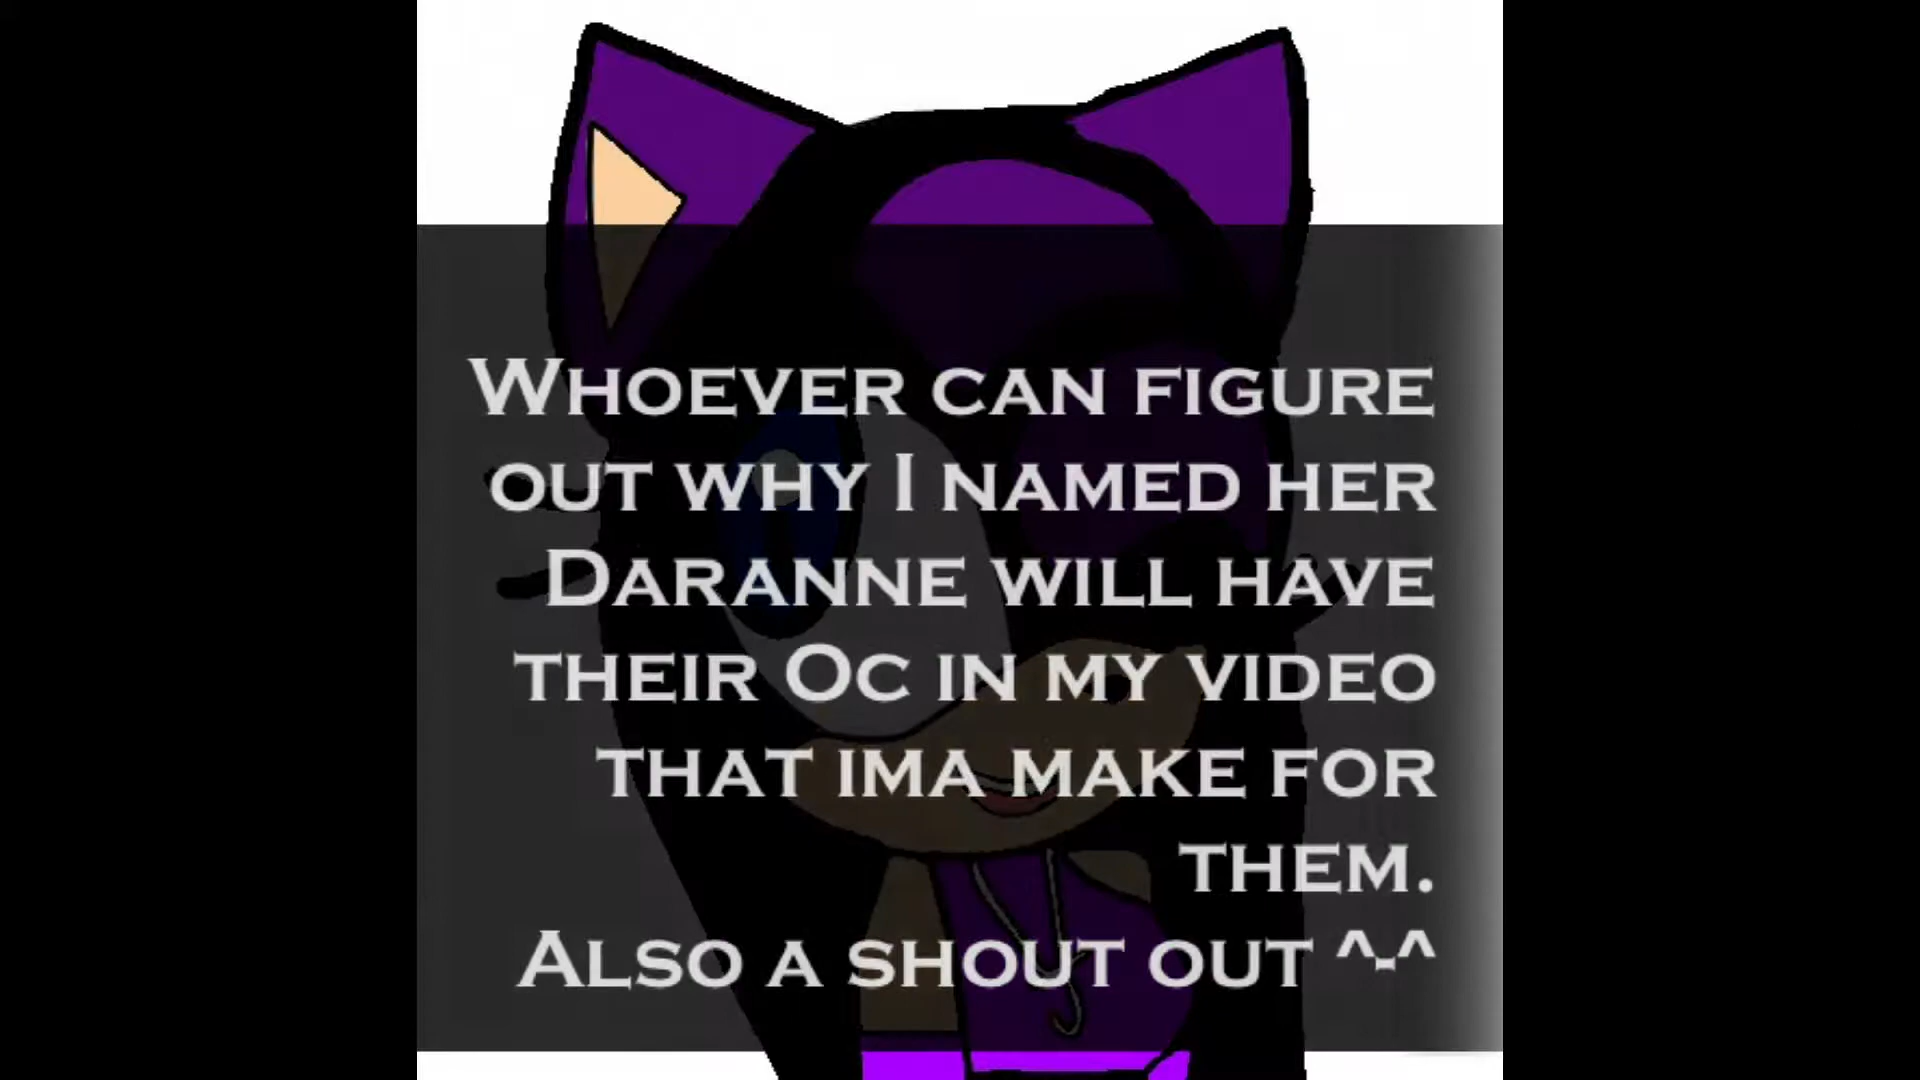 Whoever can figure
out why I named her
Daranne will have
their Oc in my video
that ima make for
them.
Also a shout out ^-^